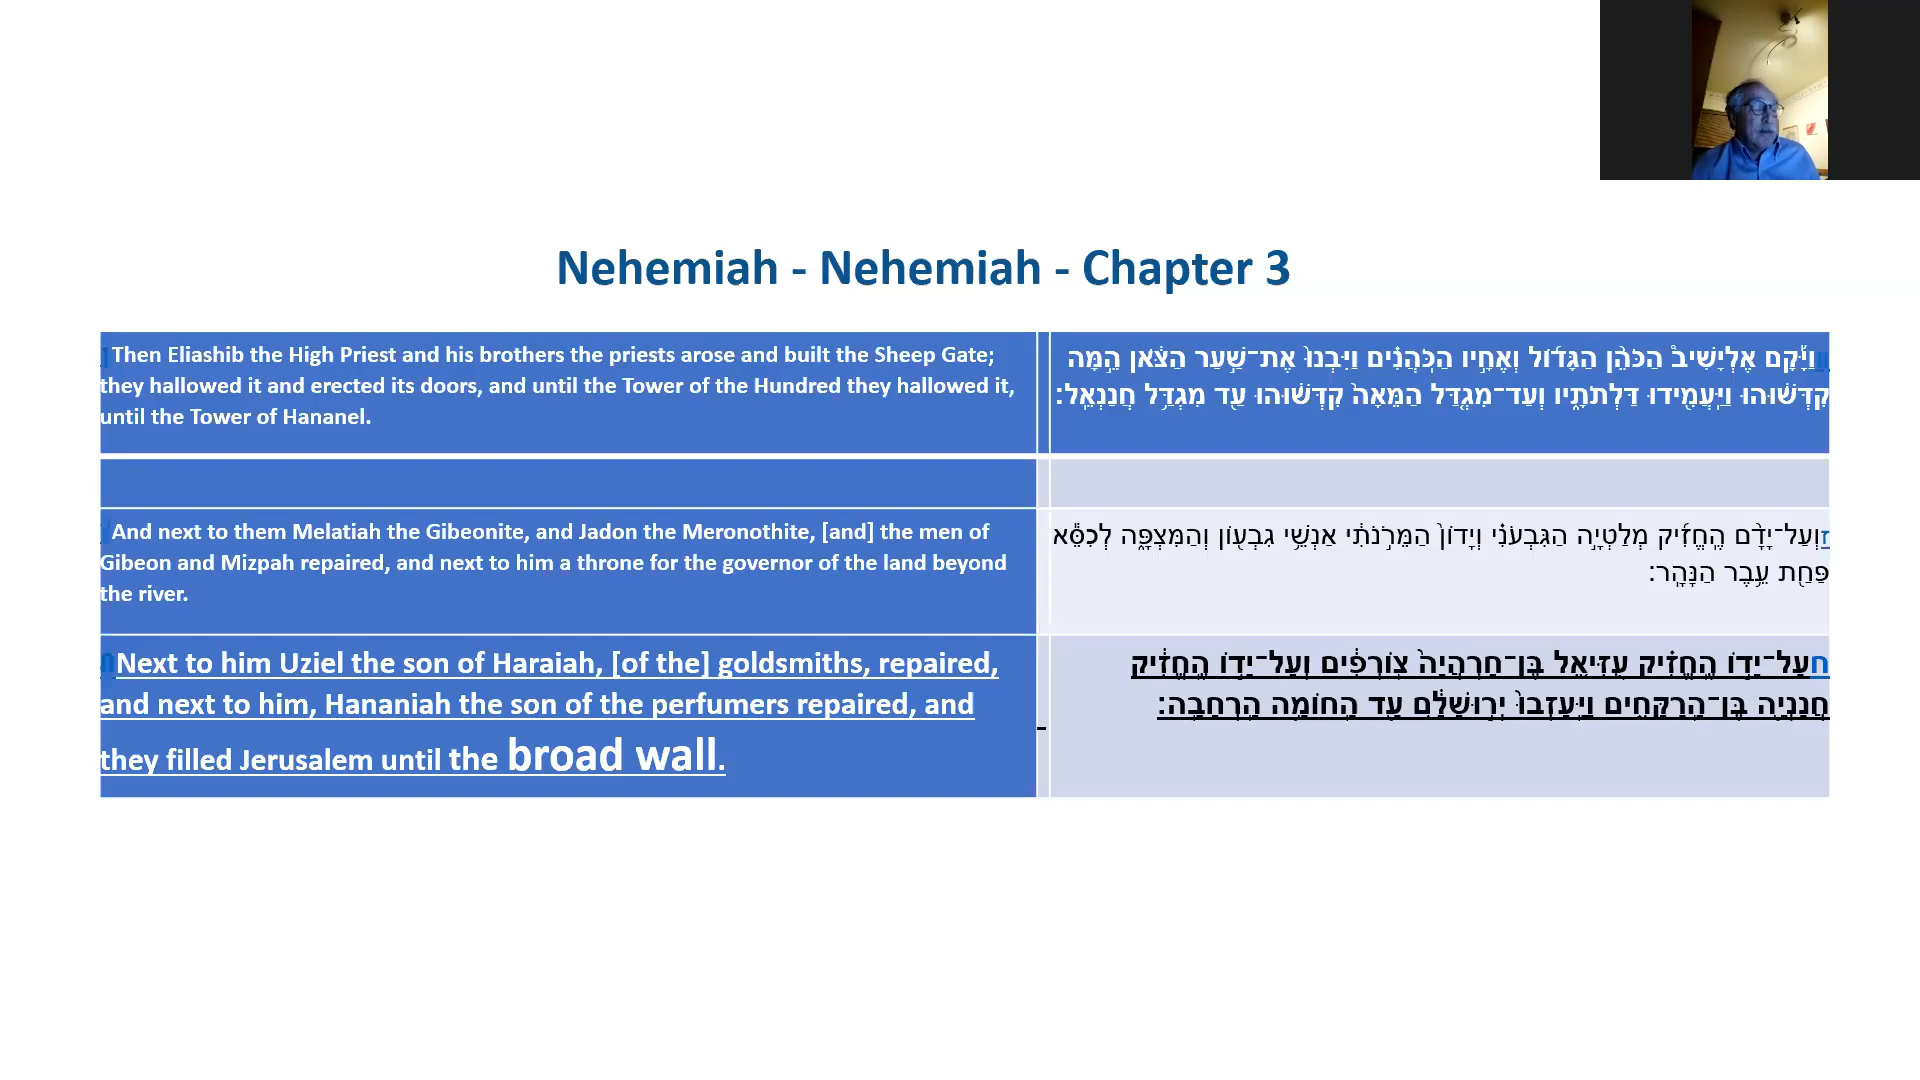 Nehemiah - Nehemiah - Chapter 3
Then Eliashib the High Priest and his brothers the priests arose and built the Sheep Gate;
they hallowed it and erected its doors, and until the Tower of the Hundred they hallowed it,
until the Tower of Hananel.
וַיָּ֡קׇם אֶלְיָשִׁיב֩ הַכֹּהֵ֨ן הַגָּד֜וֹל וְאֶחָ֣יו הַכֹּֽהֲנִ֗ים וַיִּבְנוּ֙ אֶת־שַׁ֣עַר הַצֹּ֔אן הֵ֣מָּה
קִדְּשׁ֔וּהוּ וַיַּֽעֲמִ֖ידוּ דַּלְתֹתָ֑יו וְעַד־מִגְדַּ֤ל הַמֵּאָה֙ קִדְּשׁ֔וּהוּ עַ֖ד מִגְדַּ֥ל חֲנַנְאֵֽל:
And next to them Melatiah the Gibeonite, and Jadon the Meronothite, [and] the men of
Gibeon and Mizpah repaired, and next to him a throne for the governor of the land beyond
the river.
זוְעַל־יָדָ֨ם הֶֽחֱזִ֜יק מְלַטְיָ֣ה הַגִּבְעֹנִ֗י וְיָדוֹן֙ הַמֵּרֹ֣נֹתִ֔י אַנְשֵׁ֥י גִבְע֖וֹן וְהַמִּצְפָּ֑ה לְכִסֵּ֕א
פַּחַ֖ת עֵ֥בֶר הַנָּהָֽר:
Next to him Uziel the son of Haraiah, [of the] goldsmiths, repaired,
and next to him, Hananiah the son of the perfumers repaired, and
they filled Jerusalem until the broad wall.
חעַל־יָד֣וֹ הֶֽחֱזִ֗יק עֻזִּיאֵ֚ל בֶּֽן־חַרְהֲיָה֙ צֽוֹרְפִ֔ים וְעַל־יָד֣וֹ הֶֽחֱזִ֔יק
חֲנַנְיָ֖ה בֶּן־הָֽרַקָּחִ֑ים וַיַּֽעַזְבוּ֙ יְר֣וּשָׁלִַ֔ם עַ֖ד הַֽחוֹמָ֥ה הָֽרְחָבָֽה: